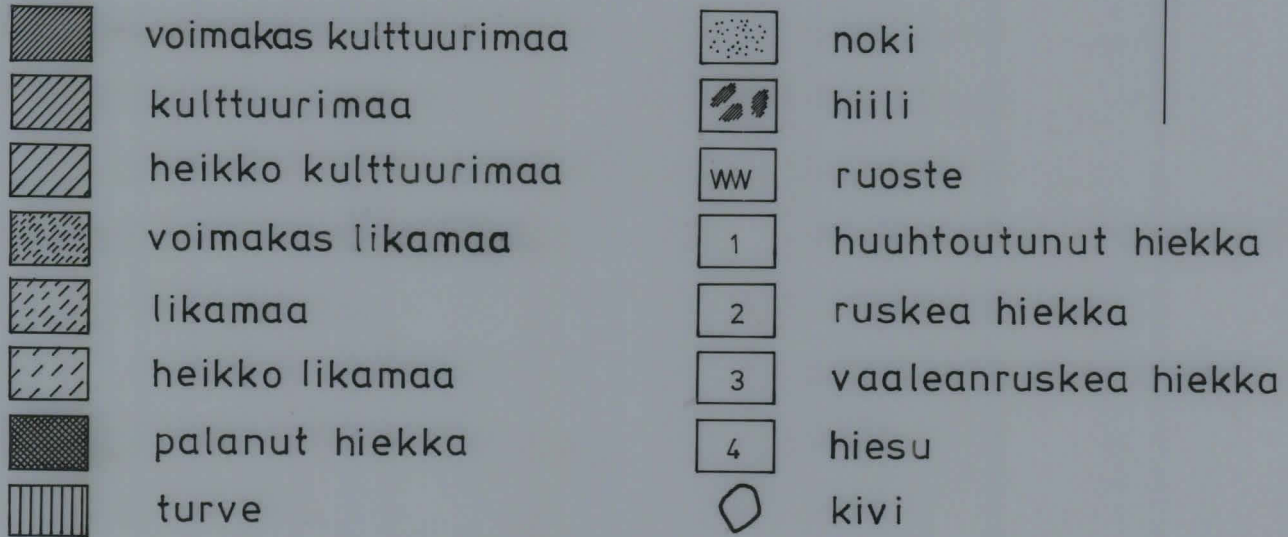 voimakas kulttuurimaa
kulttuurimaa
heikko kulttuurimaa
voimakas likamaa
likamaa
heikko likamaa
palanut hiekka
turve
noki
hiili
ruoste
1 huuhtoutunut hiekka
2 ruskea hiekka
3 vaaleanruskea hiekka
4 hiesu
kivi